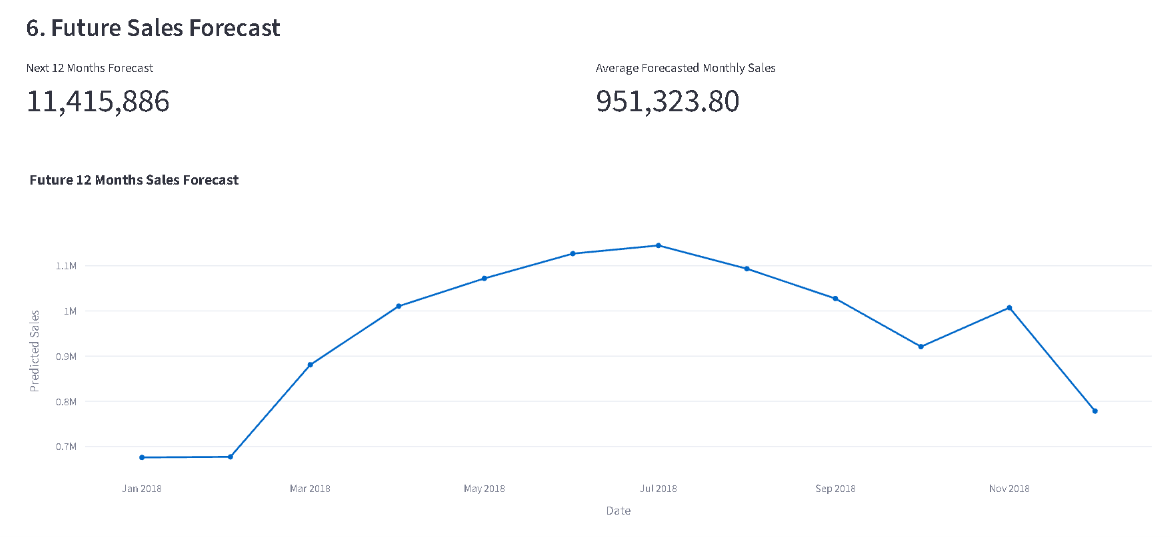 6. Future Sales Forecast
Next 12 Months Forecast
11,415,886
Average Forecasted Monthly Sales
951,323.80
Future 12 Months Sales Forecast
1.1M
1M
0.9M
0.8M
0.7M
Predicted Sales
Jan 2018
Mar 2018
May 2018
Jul 2018
Sep 2018
Nov 2018
Date